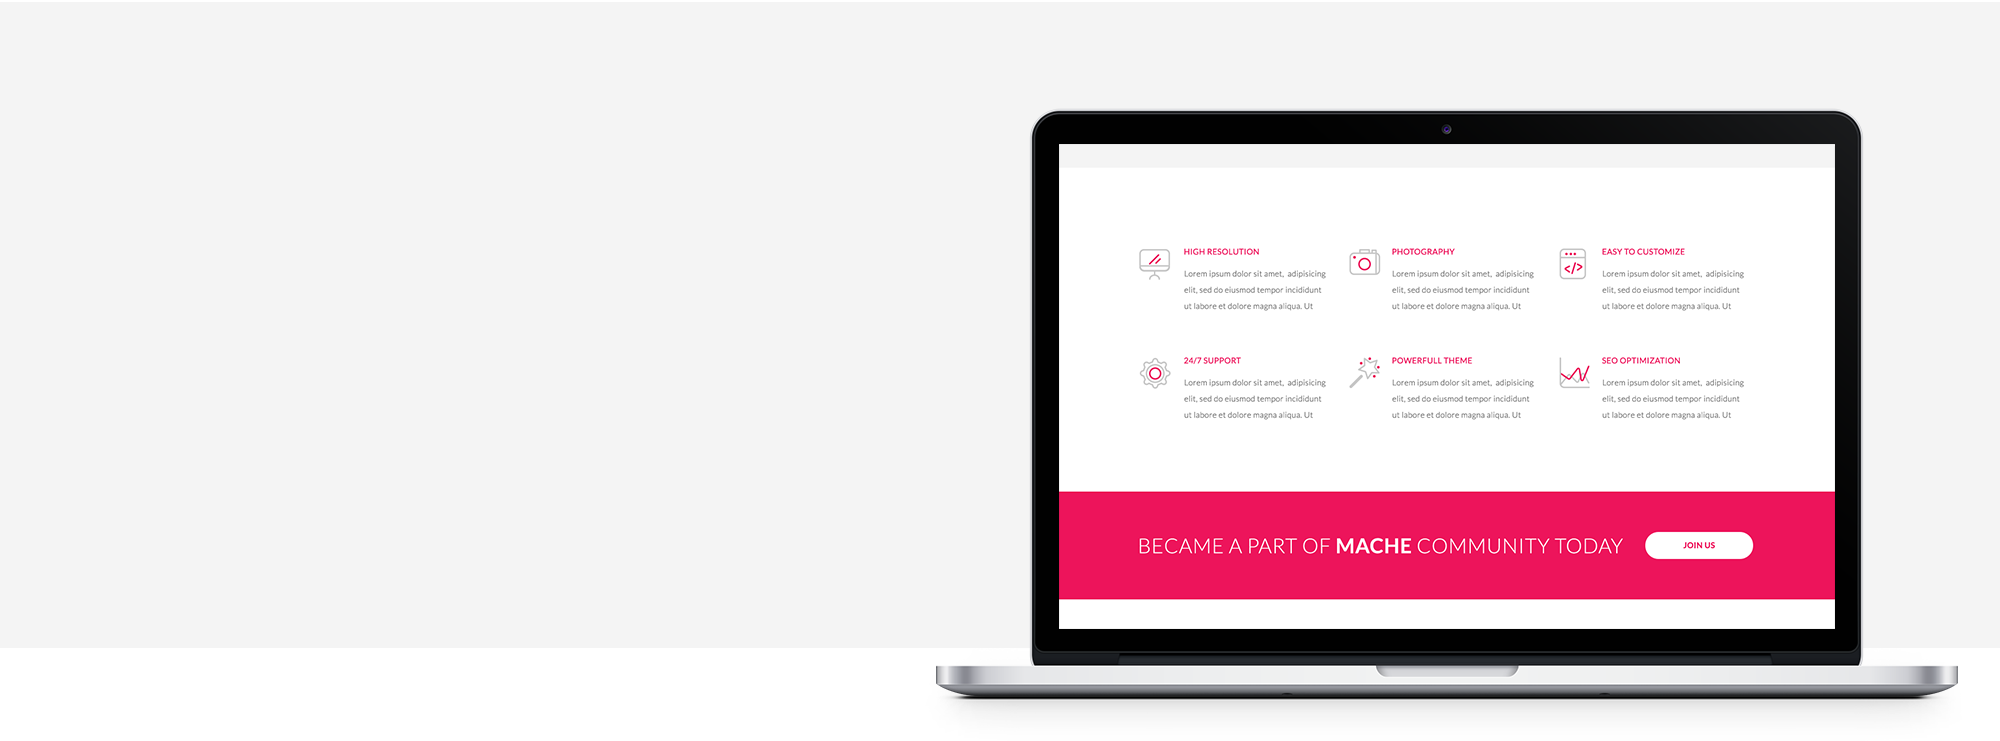 HIGH RESOLUTION
Lorem ipsum dolor sit amet, adipisicing
elit, sed do eiusmod tempor incididunt
ut labore et dolore magna aliqua. Ut
PHOTOGRAPHY
Lorem ipsum dolor sit amet, adipisicing
elit, sed do eiusmod tempor incididunt
ut labore et dolore magna aliqua. Ut
EASY TO CUSTOMIZE
Lorem ipsum dolor sit amet, adipisicing
elit, sed do eiusmod tempor incididunt
ut labore et dolore magna aliqua. Ut
24/7 SUPPORT
Lorem ipsum dolor sit amet, adipisicing
elit, sed do eiusmod tempor incididunt
ut labore et dolore magna aliqua. Ut
POWERFULL THEME
Lorem ipsum dolor sit amet, adipisicing
elit, sed do eiusmod tempor incididunt
ut labore et dolore magna aliqua. Ut
SEO OPTIMIZATION
Lorem ipsum dolor sit amet, adipisicing
elit, sed do eiusmod tempor incididunt
ut labore et dolore magna aliqua. Ut
BECAME A PART OF MACHE COMMUNITY TODAY
JOIN US